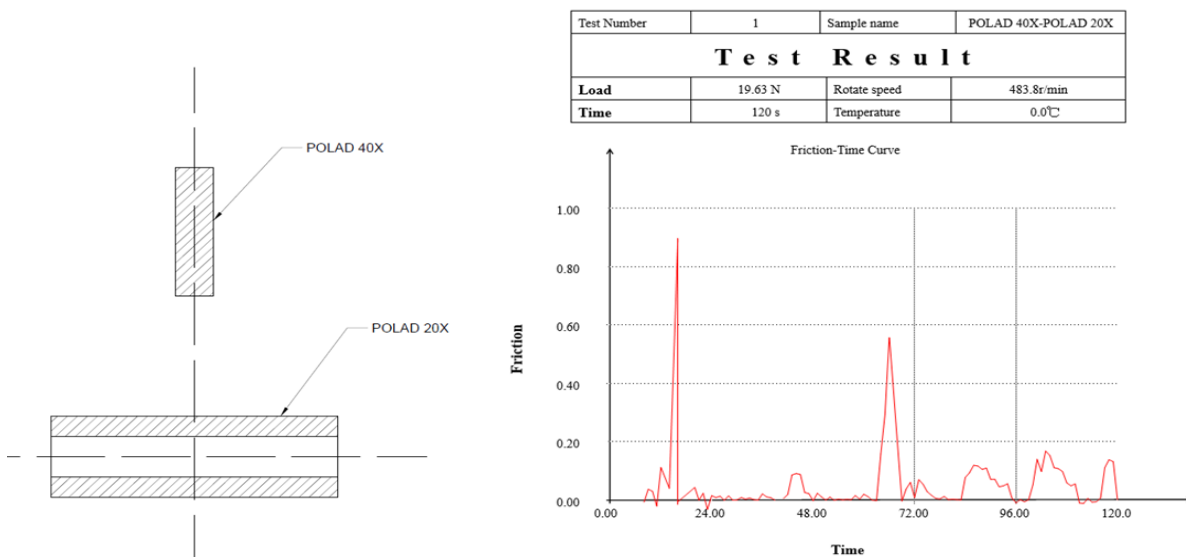 POLAD 40X
POLAD 20X
Test Number 1 Sample name POLAD 40X-POLAD 20X
Test Result
Load 19.63 N Rotate speed 483.8r/min
Time 120 s Temperature 0.0℃
Friction-Time Curve
1.00
0.80
0.60
0.40
0.20
0.00
Friction
0.00 24.00 48.00 72.00 96.00 120.0
Time